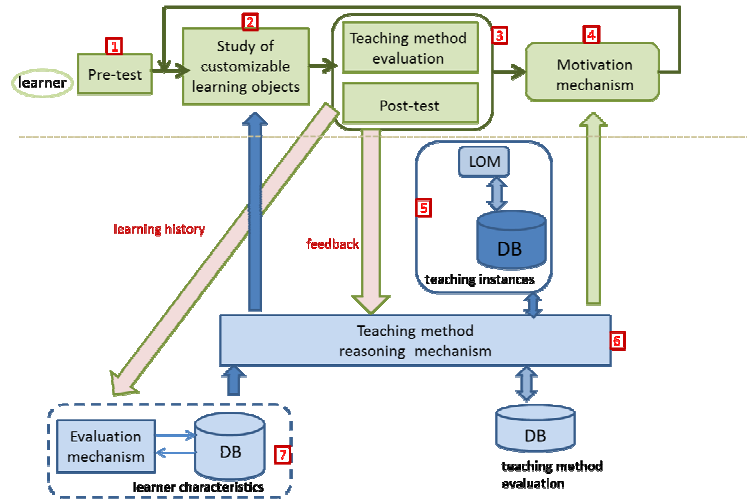 1
2
3
4
learner
Pre-test
Study of
customizable
learning objects
Teaching method
evaluation
Post-test
Motivation
mechanism
5
LOM
DB
teaching instances
learning history
feedback
Teaching method
reasoning mechanism
6
Evaluation
mechanism
DB
7
learner characteristics
DB
teaching method
evaluation